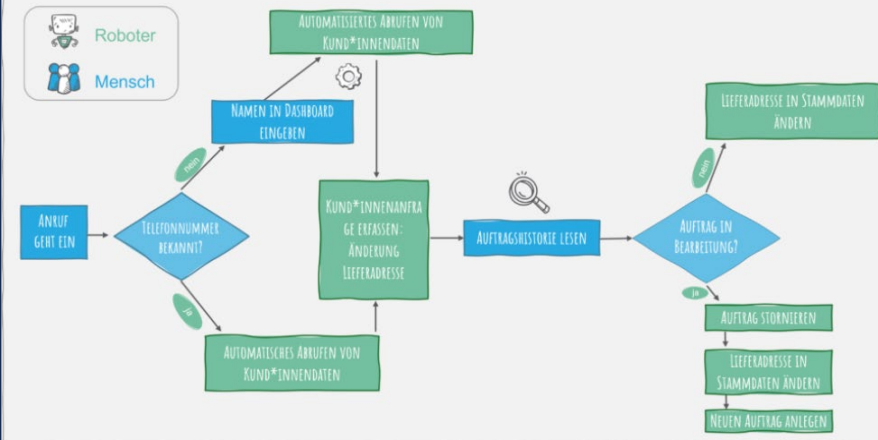 Roboter
Mensch
Automatisiertes Abrufen von
Kund*innendaten
Namen in Dashboard
eingeben
nein
Anruf
geht ein
Telefonnummer
bekannt?
ja
Automatisches Abrufen von
Kund*innendaten
Kund*innenanfra
ge erfassen:
Änderung
Lieferadresse
Auftragshistorie lesen
Auftrag in
Bearbeitung?
nein
Lieferadresse in Stammdaten
ändern
ja
Auftrag stornieren
Lieferadresse in
Stammdaten ändern
Neuen Auftrag anlegen